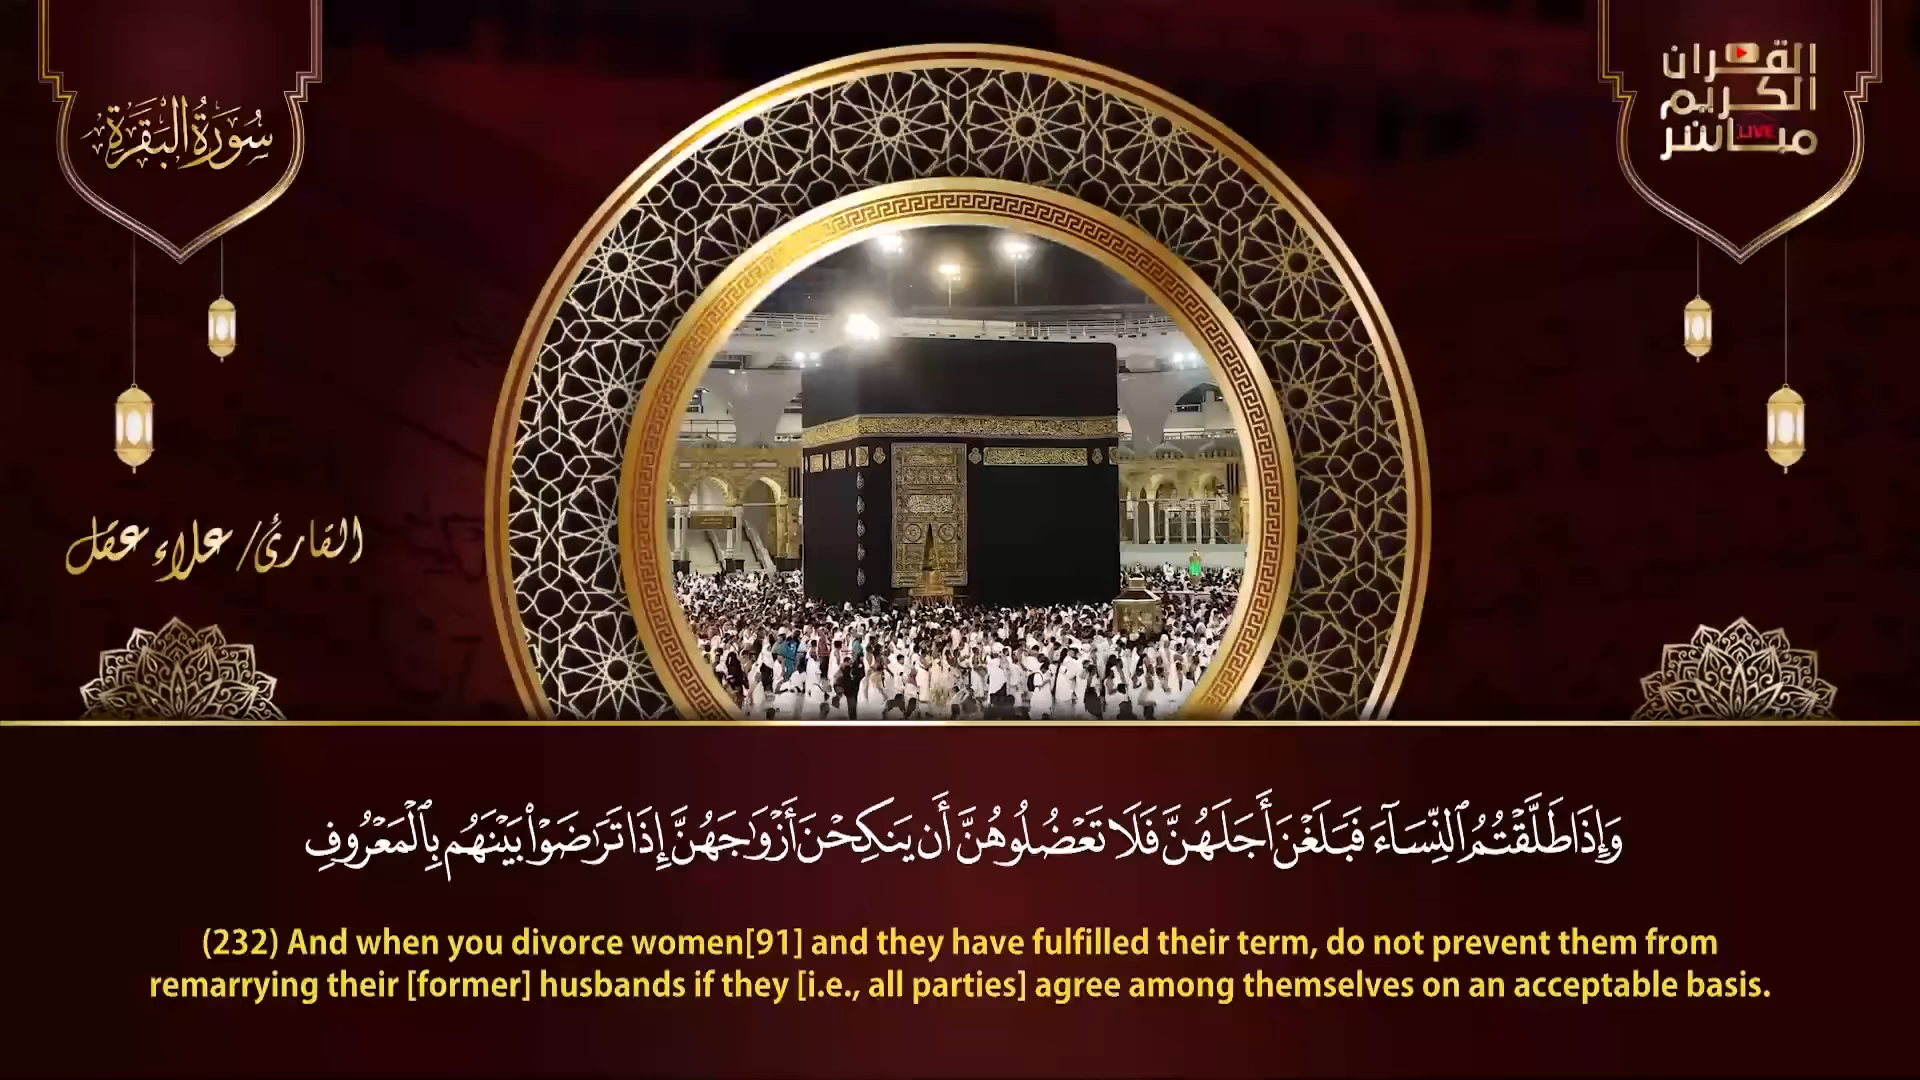 سُورَةُ البَقَرَةِ
القرآن
الكريم
مباشر
LIVE
القارئ/ علاء عقل
وَإِذَا طَلَّقْتُمُ ٱلنِّسَآءَ فَبَلَغْنَ أَجَلَهُنَّ فَلَا تَعْضُلُوهُنَّ أَن يَنكِحْنَ أَزْوَٰجَهُنَّ إِذَا تَرَٰضَوْا۟ بَيْنَهُم بِٱلْمَعْرُوفِ
(232) And when you divorce women[91] and they have fulfilled their term, do not prevent them from
remarrying their [former] husbands if they [i.e., all parties] agree among themselves on an acceptable basis.